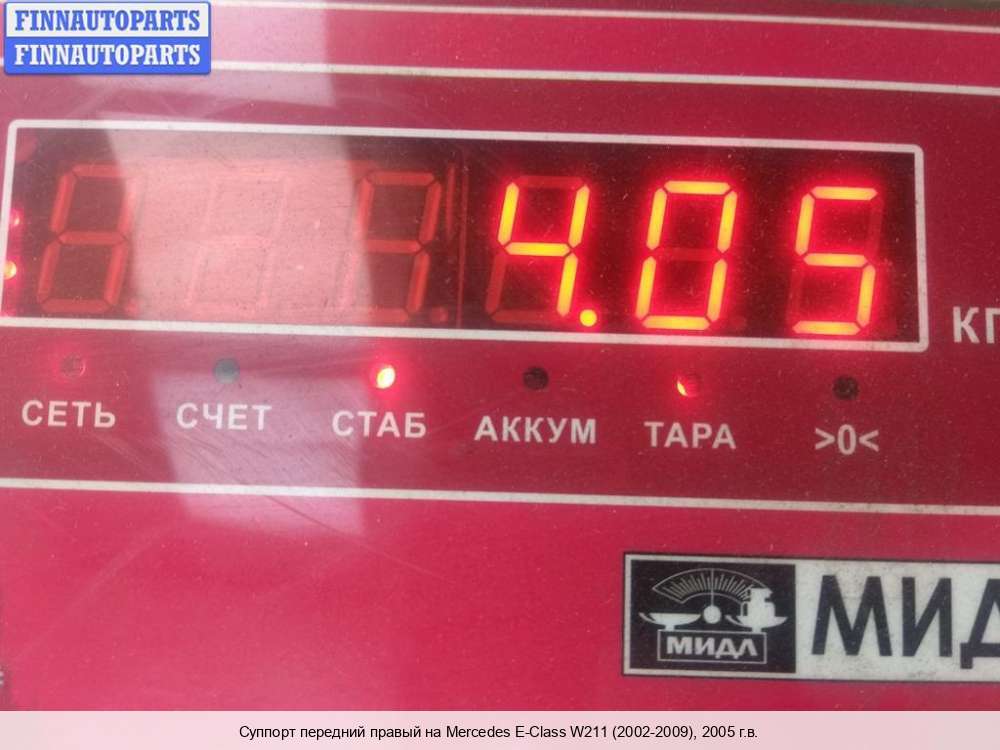 FINNAUTOPARTS
FINNAUTOPARTS
4.05
КГ
СЕТЬ СЧЕТ СТАБ АККУМ ТАРА >0<
МИДЛ
Суппорт передний правый на Mercedes E-Class W211 (2002-2009), 2005 г.в.